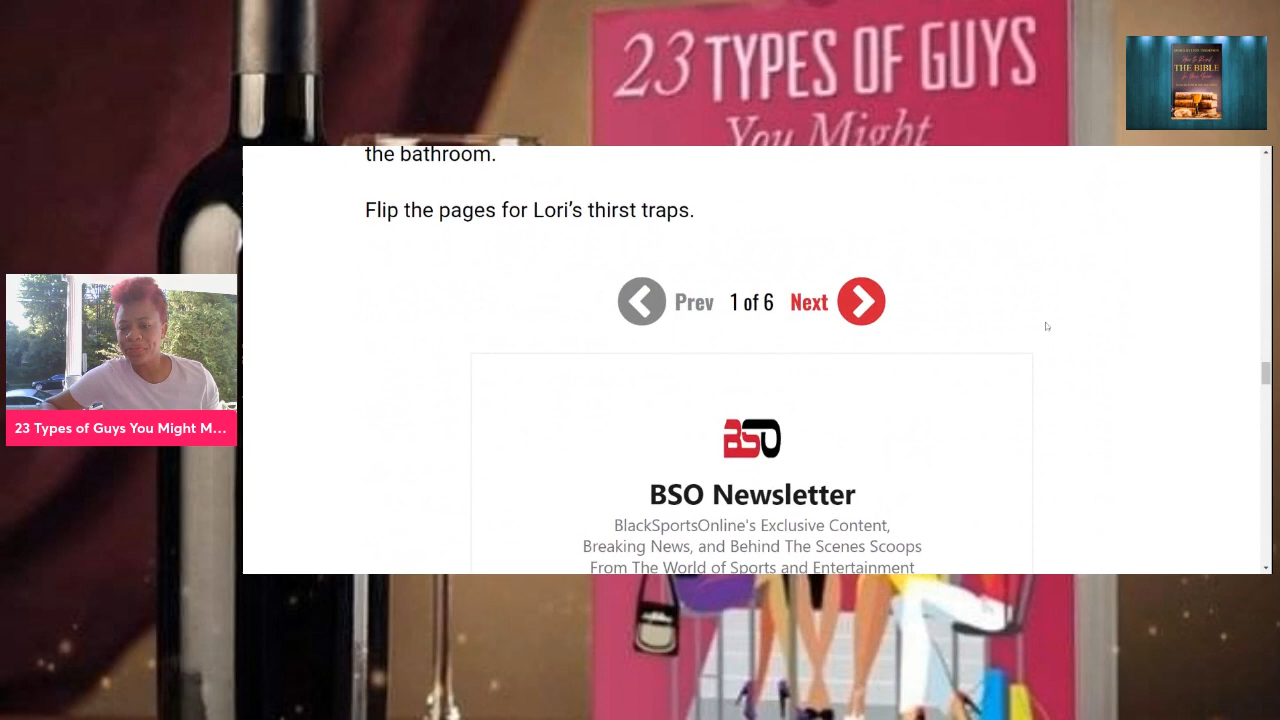 23 TYPES OF GUYS
You Might
THE BIBLE
the bathroom.
Flip the pages for Lori’s thirst traps.
Prev 1 of 6 Next
23 Types of Guys You Might M...
BSO
BSO Newsletter
BlackSportsOnline's Exclusive Content,
Breaking News, and Behind The Scenes Scoops
From The World of Sports and Entertainment